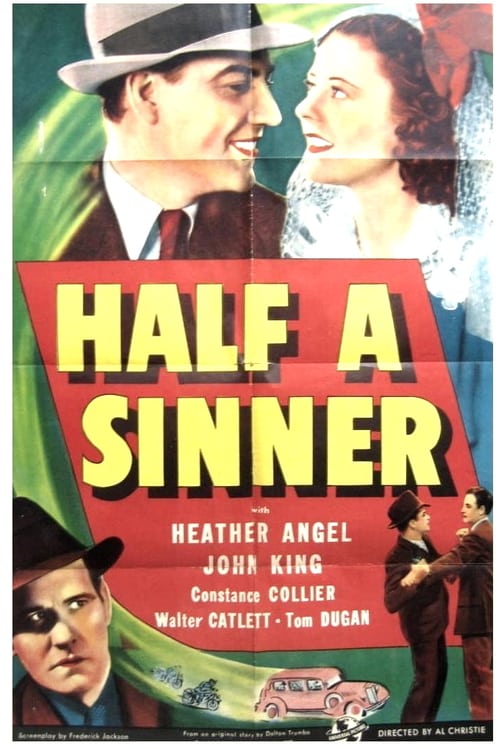 HALF A
SINNER
with
HEATHER ANGEL
JOHN KING
Constance COLLIER
Walter CATLETT - Tom DUGAN
Screenplay by Frederick Jackson
From an original story by Dalton Trumbo
DIRECTED BY AL CHRISTIE